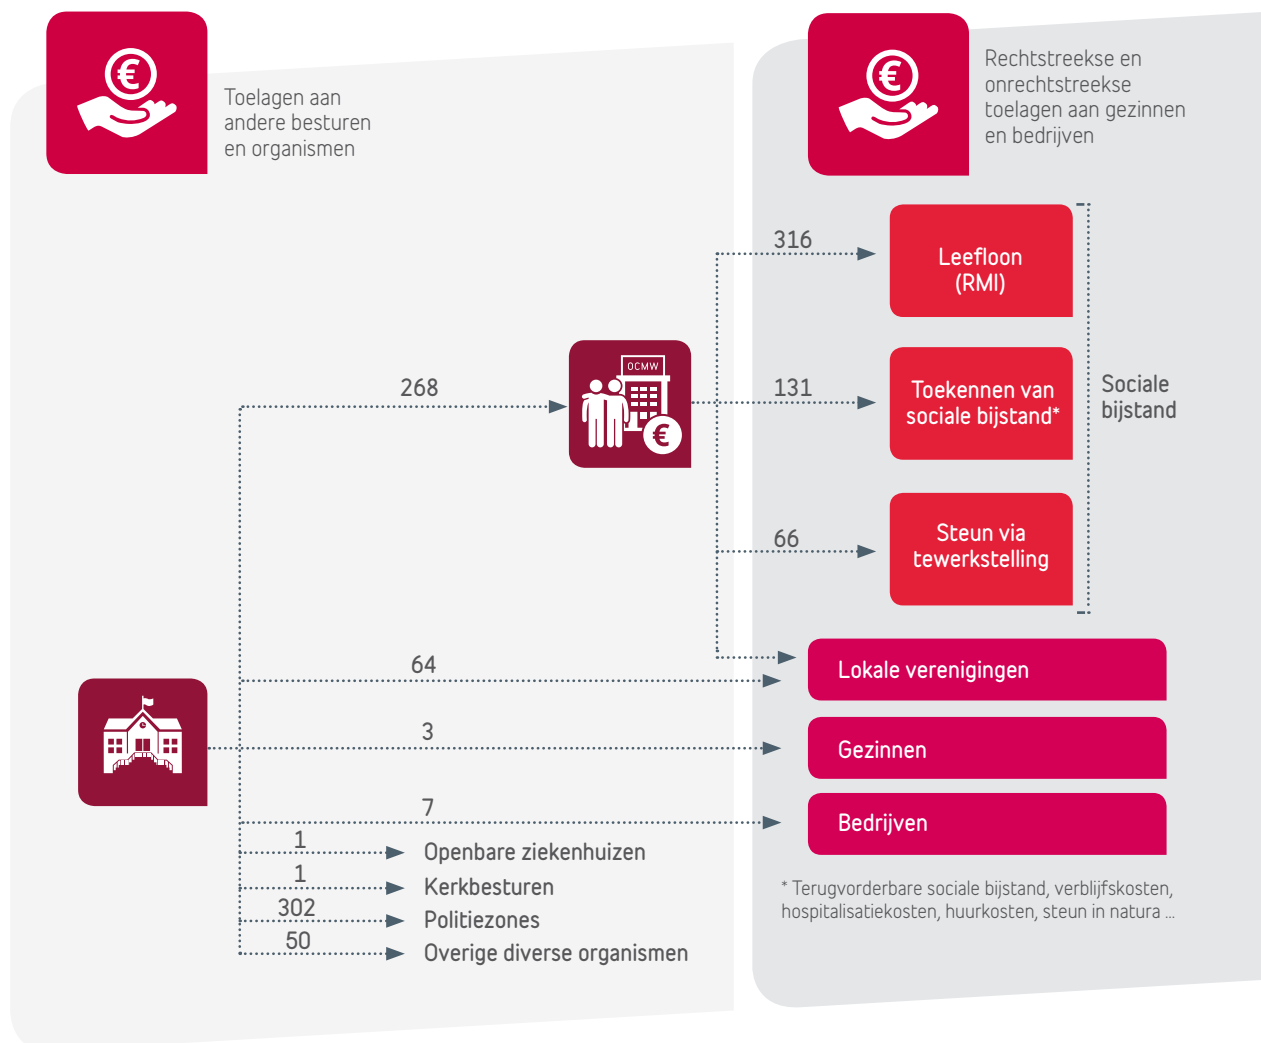 Toelagen aan
andere besturen
en organismen
Rechtstreekse en
onrechtstreekse
toelagen aan gezinnen
en bedrijven
316
Leefloon
(RMI)
268
OCMW
131
Toekennen van
sociale bijstand*
Sociale
bijstand
66
Steun via
tewerkstelling
64
Lokale verenigingen
3
Gezinnen
7
Bedrijven
1
Openbare ziekenhuizen
1
Kerkbesturen
302
Politiezones
50
Overige diverse organismen
* Terugvorderbare sociale bijstand, verblijfskosten,
hospitalisatiekosten, huurkosten, steun in natura ...